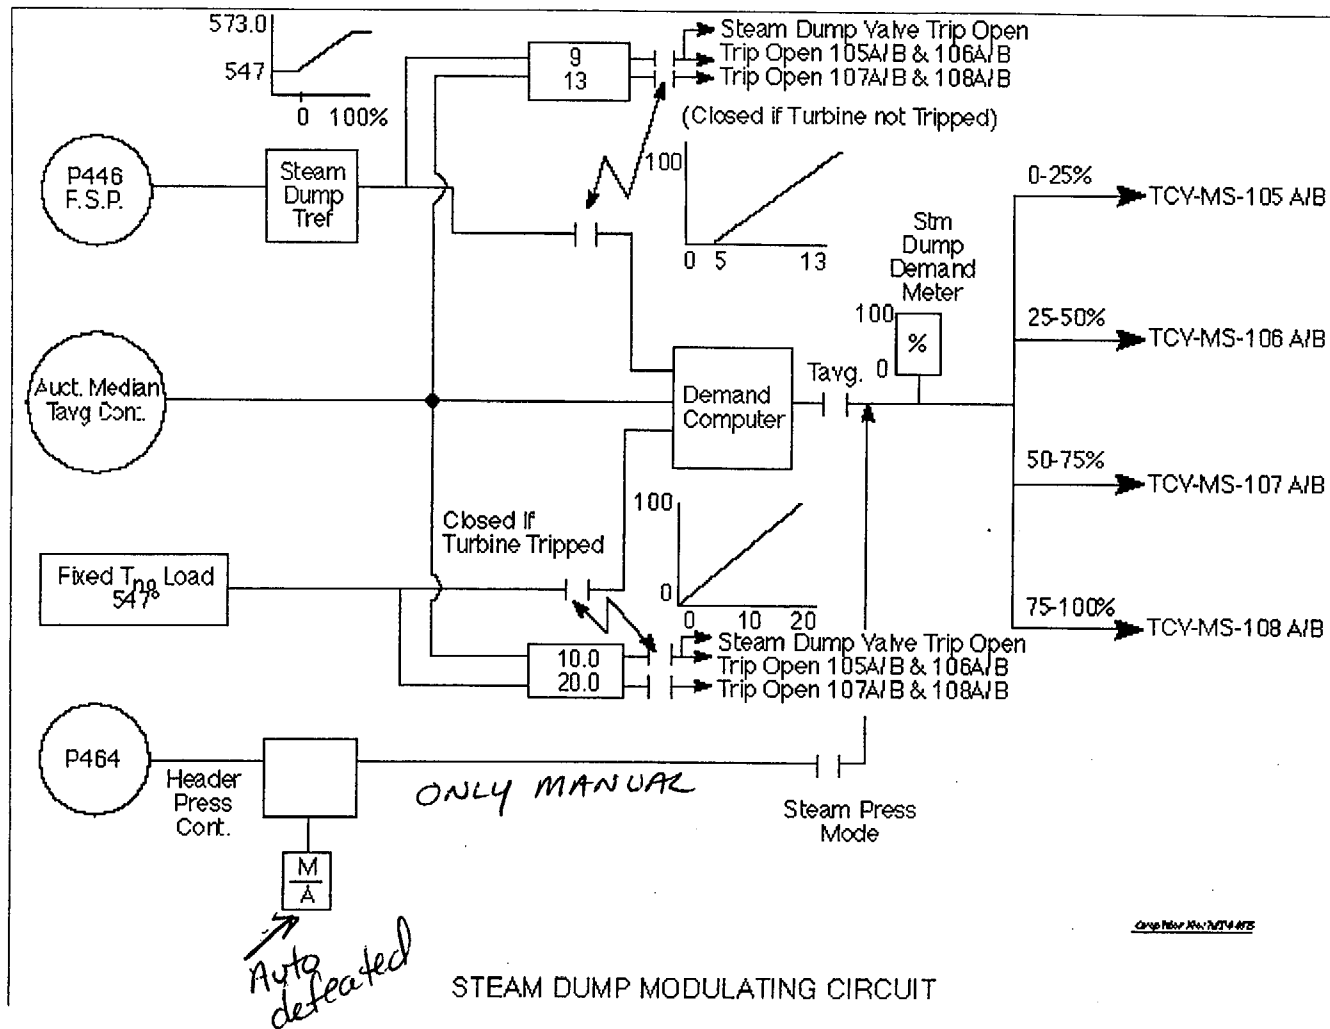 573.0
547
0 100%
9
13
Steam Dump Valve Trip Open
Trip Open 105A/B & 106A/B
Trip Open 107A/B & 108A/B
(Closed if Turbine not Tripped)
P446
F.S.P.
Steam
Dump
Tref
100
0 5 13
Stm
Dump
Demand
Meter
100
%
0
0-25%
TCV-MS-105 A/B
25-50%
TCV-MS-106 A/B
50-75%
TCV-MS-107 A/B
75-100%
TCV-MS-108 A/B
Auct. Median
Tavg Cont.
Demand
Computer
Tavg.
Closed If
Turbine Tripped
100
0
0 10 20
Fixed Tno Load
547°
10.0
20.0
Steam Dump Valve Trip Open
Trip Open 105A/B & 106A/B
Trip Open 107A/B & 108A/B
P464
Header
Press
Cont.
ONLY MANUAL
Steam Press
Mode
M
A
Auto
defeated
STEAM DUMP MODULATING CIRCUIT